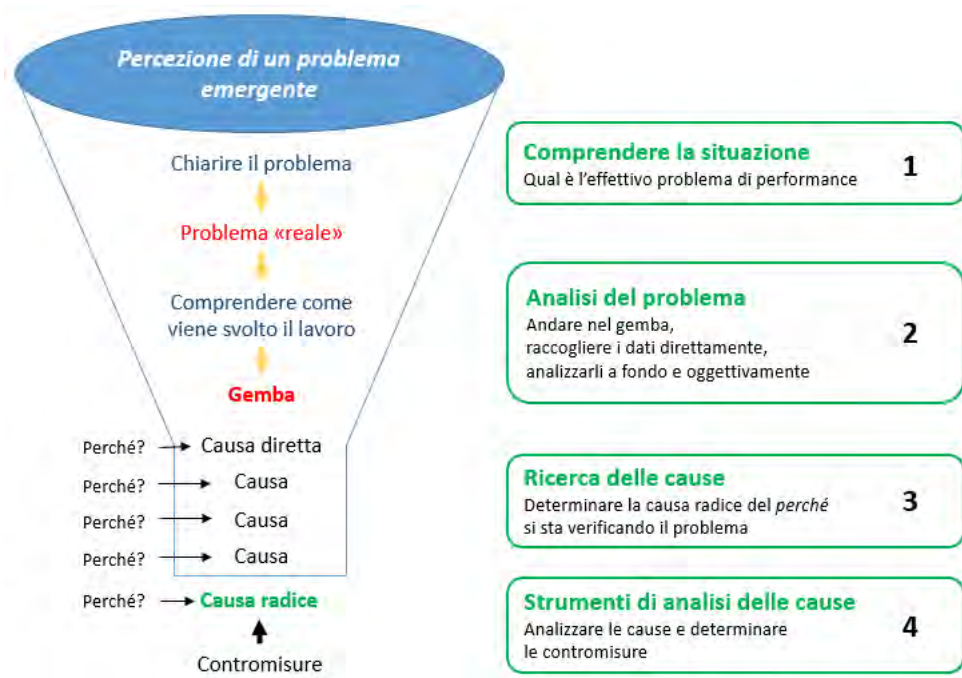 Percezione di un problema
emergente
Chiarire il problema
Problema «reale»
Comprendere come
viene svolto il lavoro
Gemba
Perché? Causa diretta
Perché? Causa
Perché? Causa
Perché? Causa
Perché? Causa radice
Contromisure
Comprendere la situazione
Qual è l'effettivo problema di performance
1
Analisi del problema
Andare nel gemba,
raccogliere i dati direttamente,
analizzarli a fondo e oggettivamente
2
Ricerca delle cause
Determinare la causa radice del perché
si sta verificando il problema
3
Strumenti di analisi delle cause
Analizzare le cause e determinare
le contromisure
4